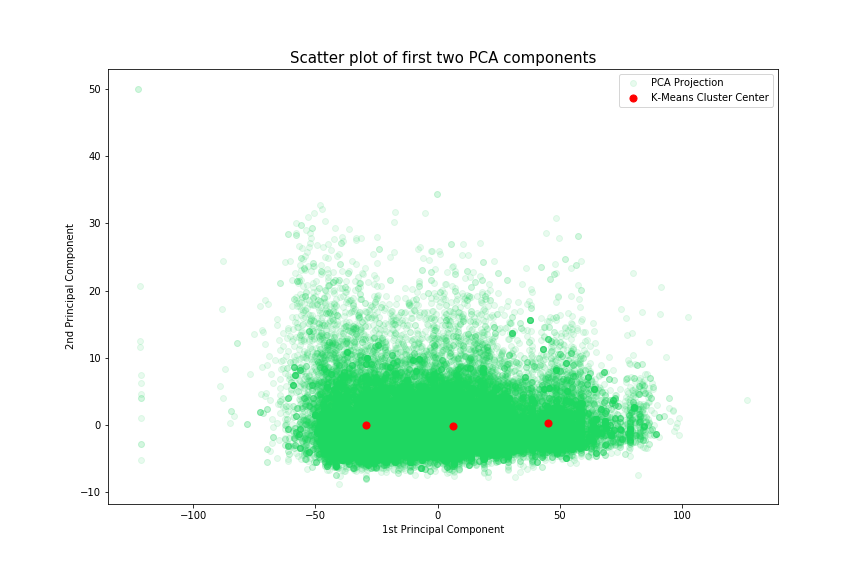 Scatter plot of first two PCA components
PCA Projection
K-Means Cluster Center
50
40
30
20
10
0
−10
2nd Principal Component
−100
−50
0
50
100
1st Principal Component